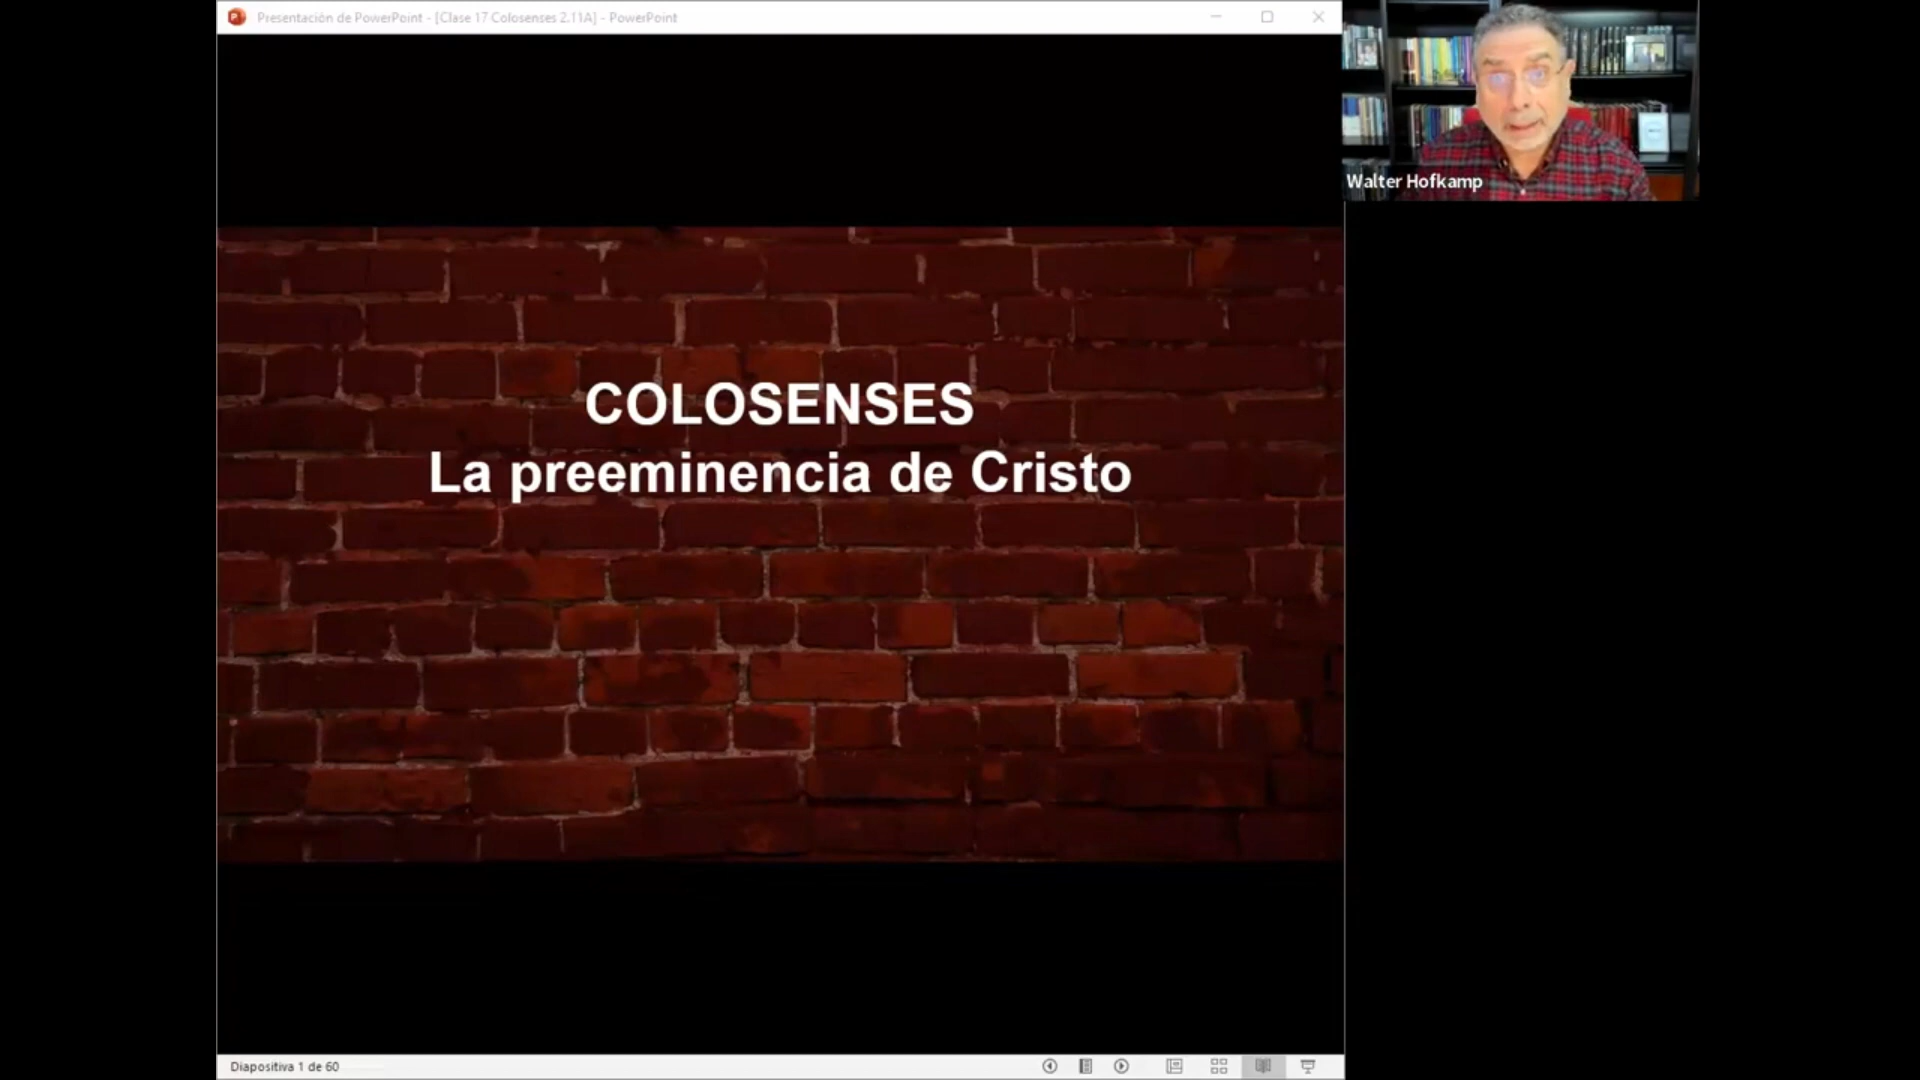 Presentación de PowerPoint - [Clase 17 Colosenses 2.11A] - PowerPoint
Walter Hofkamp
COLOSENSES
La preeminencia de Cristo
Diapositiva 1 de 60